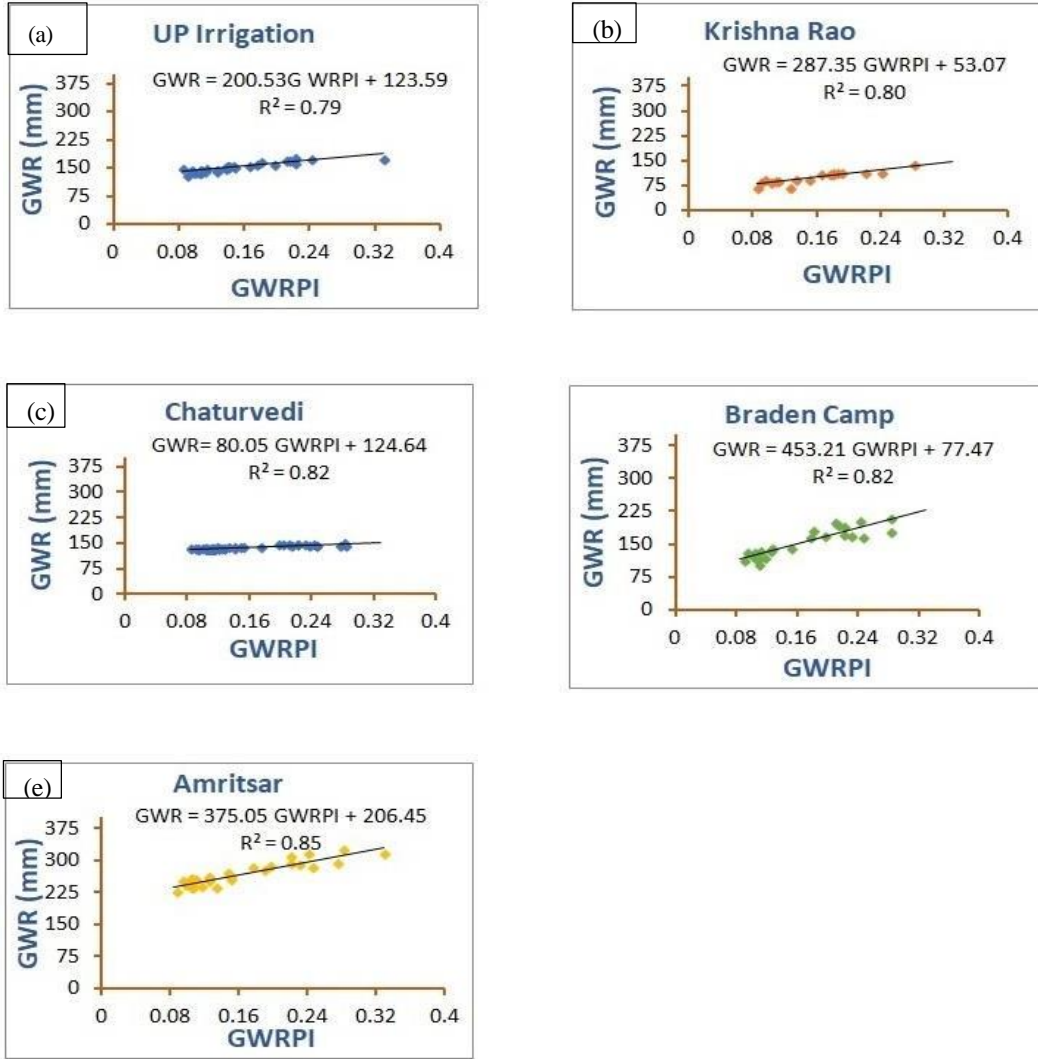 (a)
UP Irrigation
GWR = 200.53G WRPI + 123.59
R² = 0.79
GWR (mm)
375
300
225
150
75
0
0 0.08 0.16 0.24 0.32 0.4
GWRPI
(b)
Krishna Rao
GWR = 287.35 GWRPI + 53.07
R² = 0.80
GWR (mm)
375
300
225
150
75
0
0 0.08 0.16 0.24 0.32 0.4
GWRPI
(c)
Chaturvedi
GWR= 80.05 GWRPI + 124.64
R² = 0.82
GWR (mm)
375
300
225
150
75
0
0 0.08 0.16 0.24 0.32 0.4
GWRPI
Braden Camp
GWR = 453.21 GWRPI + 77.47
R² = 0.82
GWR (mm)
375
300
225
150
75
0
0 0.08 0.16 0.24 0.32 0.4
GWRPI
(e)
Amritsar
GWR = 375.05 GWRPI + 206.45
R² = 0.85
GWR (mm)
375
300
225
150
75
0
0 0.08 0.16 0.24 0.32 0.4
GWRPI